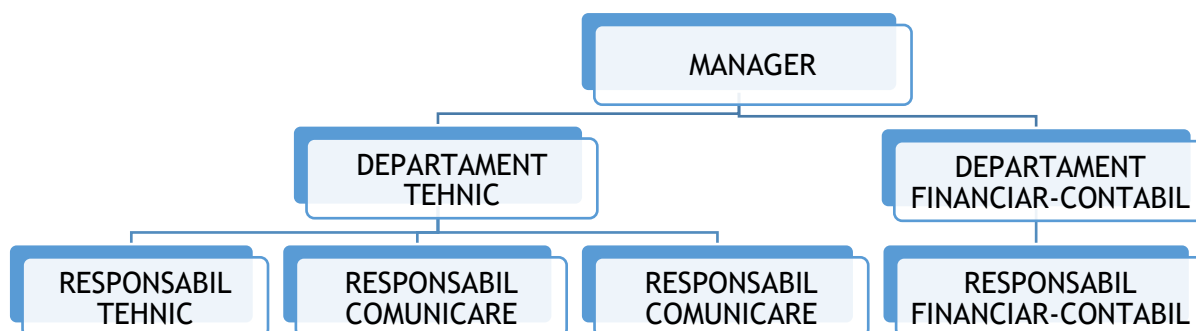 MANAGER
DEPARTAMENT
TEHNIC
DEPARTAMENT
FINANCIAR-CONTABIL
RESPONSABIL
TEHNIC
RESPONSABIL
COMUNICARE
RESPONSABIL
COMUNICARE
RESPONSABIL
FINANCIAR-CONTABIL